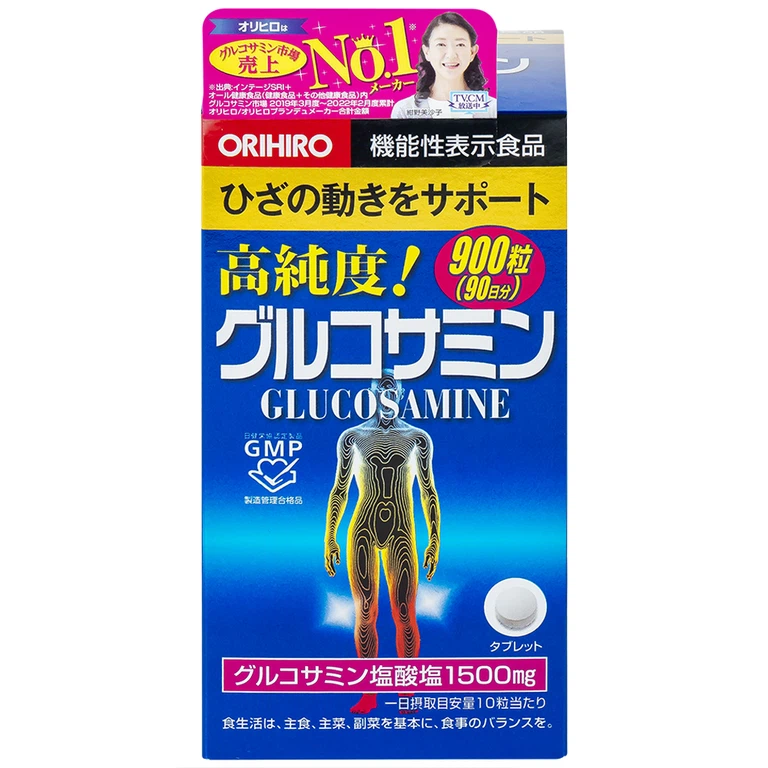 オリヒロは
グルコサミン市場
売上
No.1※
メーカー
※出典:インテージSRI+
オール健康食品(健康食品+その他健康食品)内
グルコサミン市場 2019年3月度~2022年2月度累計
オリヒロ/オリヒロプランデュメーカー合計金額
紺野美沙子
TV.CM
放送中
ミン
ORIHIRO
機能性表示食品
ひざの動きをサポート
高純度!
900粒
(90日分)
グルコサミン
GLUCOSAMINE
GMP
製造管理合格品
タブレット
グルコサミン塩酸塩1500mg
一日摂取目安量10粒当たり
食生活は、主食、主菜、副菜を基本に、食事のバランスを。